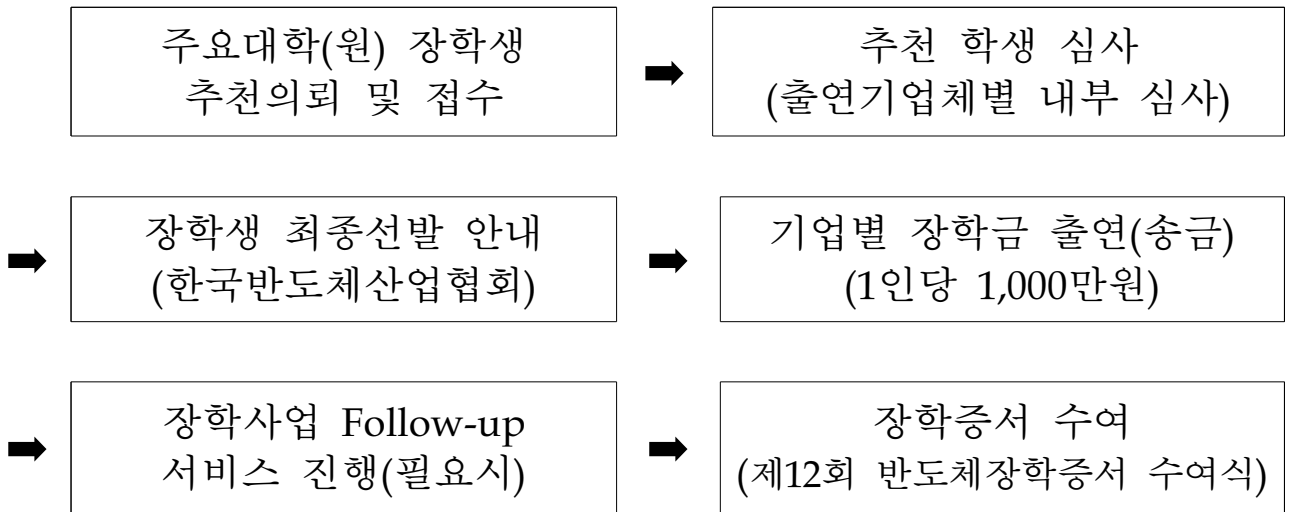 주요대학(원) 장학생
추천의뢰 및 접수
추천 학생 심사
(출연기업체별 내부 심사)
장학생 최종선발 안내
(한국반도체산업협회)
기업별 장학금 출연(송금)
(1인당 1,000만원)
장학사업 Follow-up
서비스 진행(필요시)
장학증서 수여
(제12회 반도체장학증서 수여식)